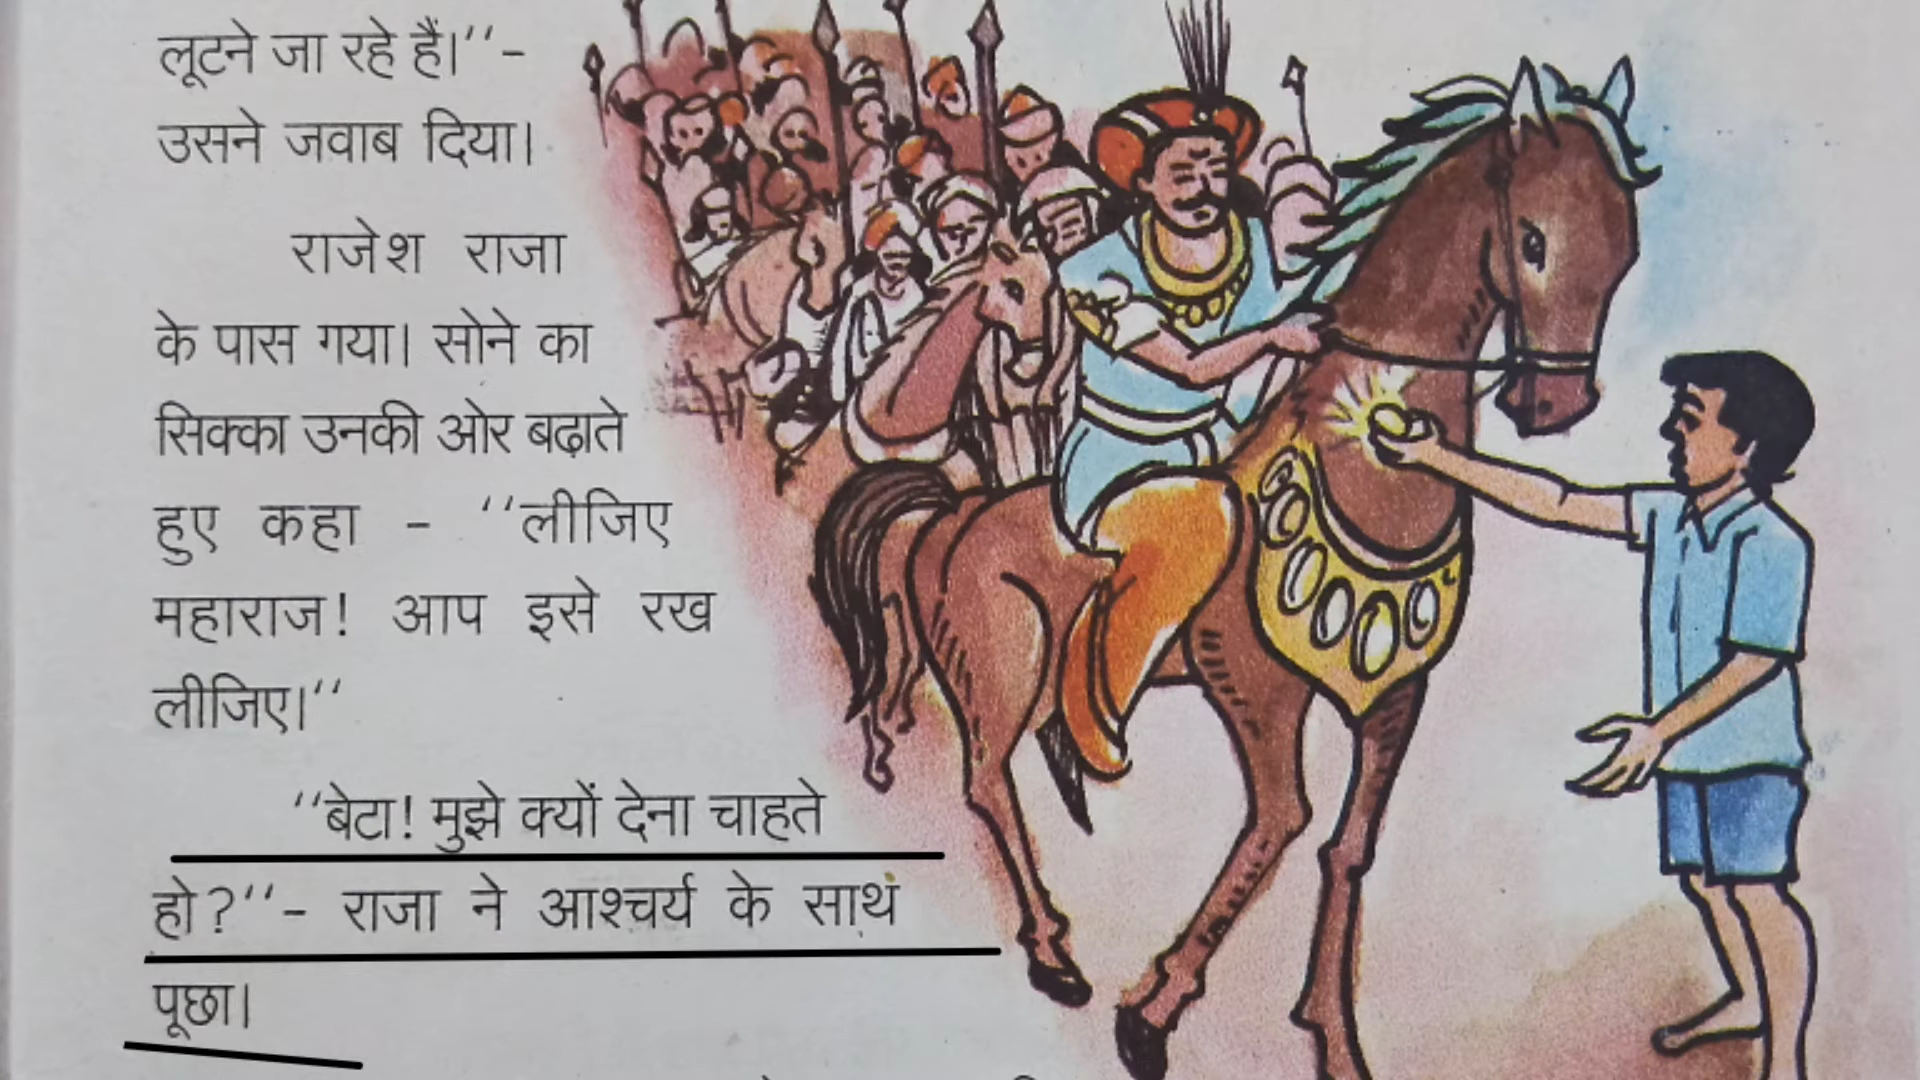 लूटने जा रहे हैं।’’-
उसने जवाब दिया।
राजेश राजा
के पास गया। सोने का
सिक्का उनकी ओर बढ़ाते
हुए कहा - ‘‘लीजिए
महाराज! आप इसे रख
लीजिए।‘‘
‘‘बेटा! मुझे क्यों देना चाहते
हो?‘‘- राजा ने आश्चर्य के साथ
पूछा।